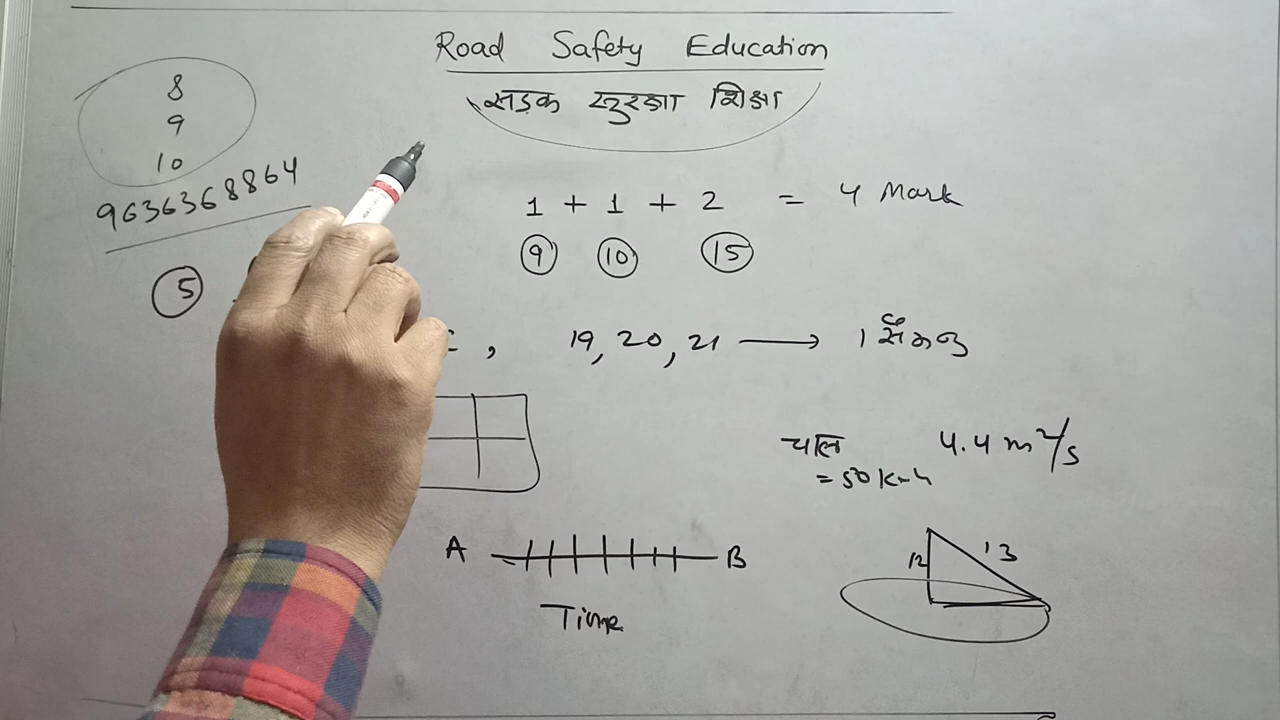 Road Safety Education
सड़क सुरक्षा शिक्षा
8
9
10
9636368864
1 + 1 + 2 = 4 Mark
9 10 15
5
, 19, 20, 21 → 1
चाल 4.4 m²/s
= 50
A B
Time
12 13